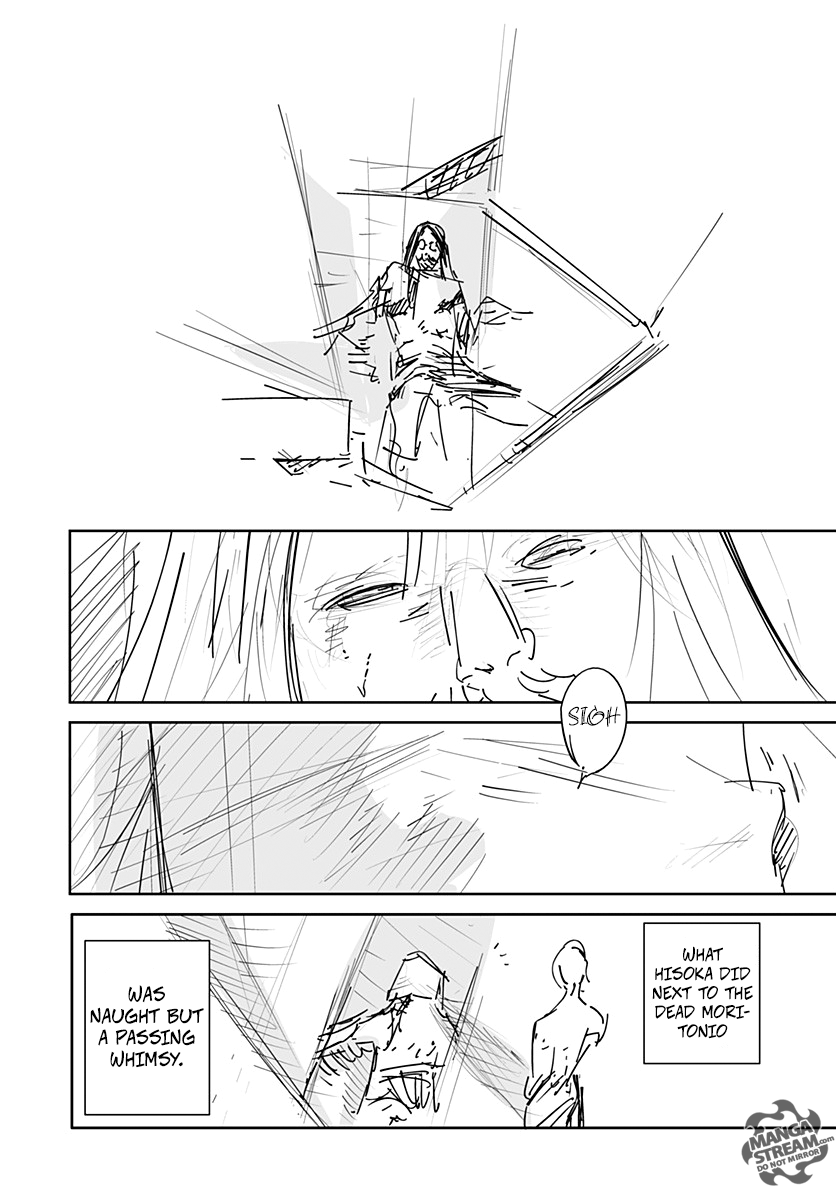 SIGH
WHAT
HISOKA DID
NEXT TO THE
DEAD MORI-
TONIO
WAS
NAUGHT BUT
A PASSING
WHIMSY.
MANGA
STREAM.com
DO NOT MIRROR